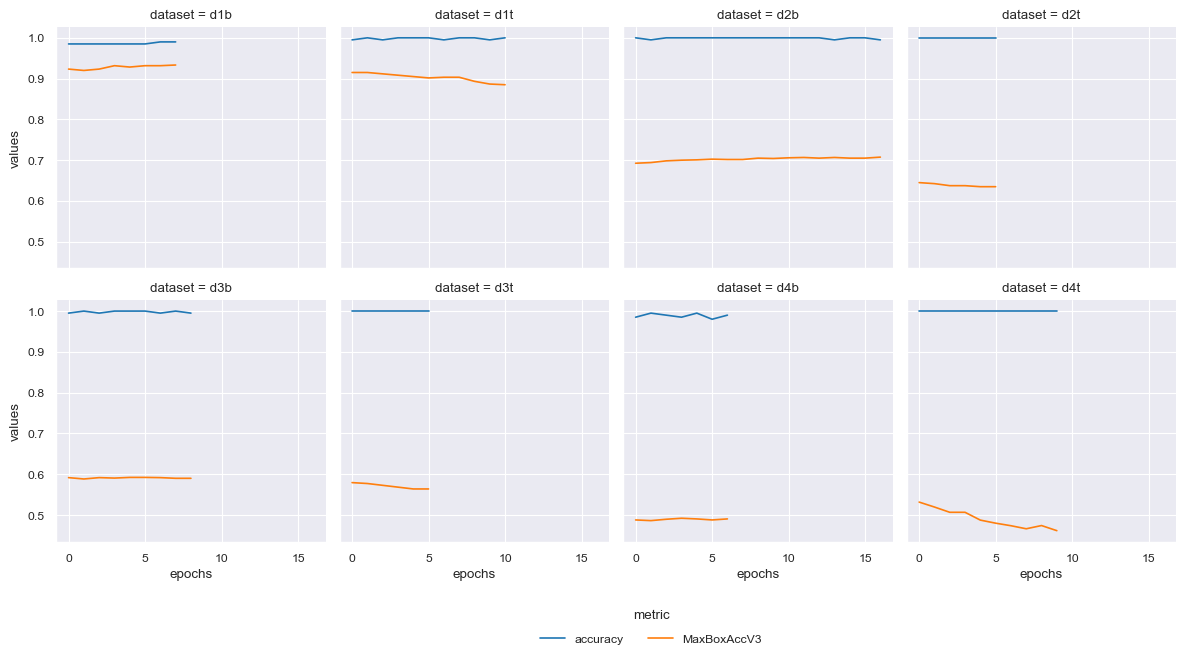 dataset = d1b
dataset = d1t
dataset = d2b
dataset = d2t
1.0
0.9
0.8
0.7
0.6
0.5
values
dataset = d3b
dataset = d3t
dataset = d4b
dataset = d4t
1.0
0.9
0.8
0.7
0.6
0.5
values
0 5 10 15
0 5 10 15
0 5 10 15
0 5 10 15
epochs
epochs
epochs
epochs
metric
accuracy
MaxBoxAccV3